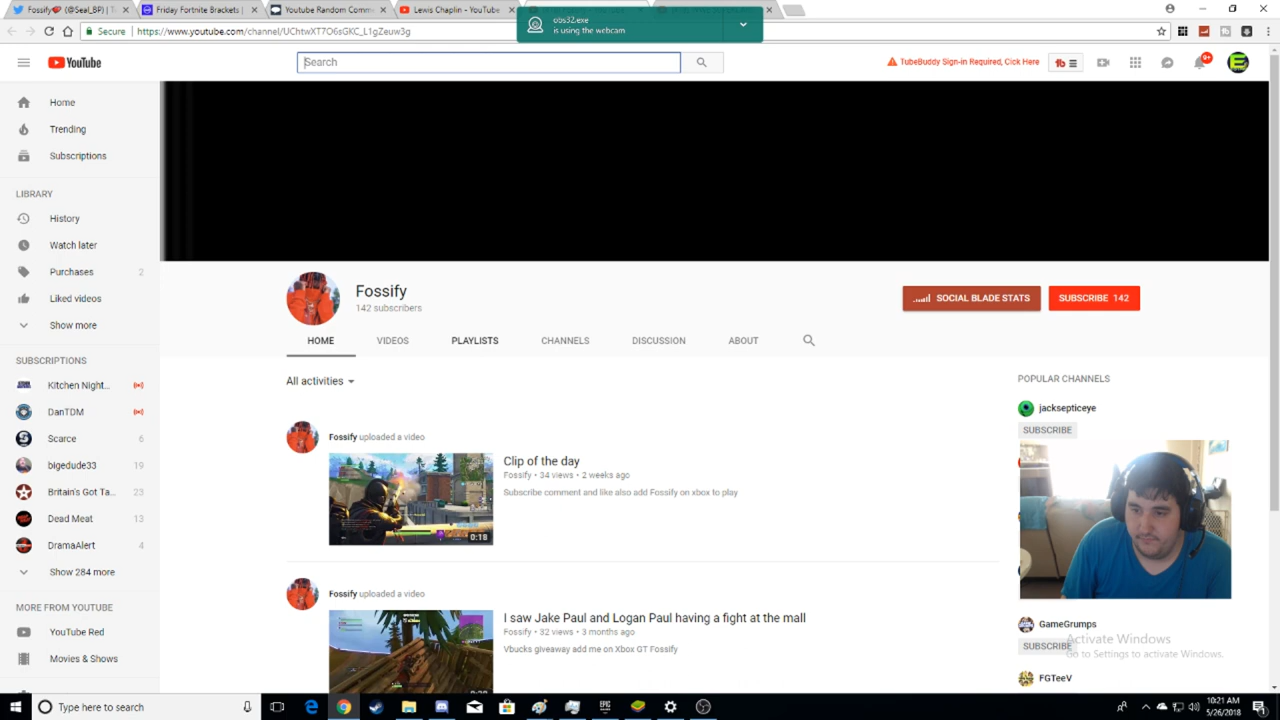 Fossify (@Seal_BP) | T
Friday Fortnite Brackets |
Youtube Random Comm
Lewis Chaplin - YouTube
obs32.exe
is using the webcam
Secure
https://www.youtube.com/channel/UChtwXT7O6sGKC_L1gZeuw3g
YouTube
Search
TubeBuddy Sign-in Required, Cick Here
tb
9+
Home
Trending
Subscriptions
LIBRARY
History
Watch later
Purchases 2
Liked videos
Show more
SUBSCRIPTIONS
Kitchen Night...
DanTDM
Scarce 6
bigedude33 19
Britain's Got Ta... 23
Dead Meat 13
DramaAlert 4
Show 284 more
MORE FROM YOUTUBE
YouTube Red
Movies & Shows
Fossify
142 subscribers
SOCIAL BLADE STATS
SUBSCRIBE 142
HOME
VIDEOS
PLAYLISTS
CHANNELS
DISCUSSION
ABOUT
All activities
Fossify uploaded a video
0:18
Clip of the day
Fossify • 34 views • 2 weeks ago
Subscribe comment and like also add Fossify on xbox to play
Fossify uploaded a video
I saw Jake Paul and Logan Paul having a fight at the mall
Fossify • 32 views • 3 months ago
Vbucks giveaway add me on Xbox GT Fossify
POPULAR CHANNELS
jacksepticeye
SUBSCRIBE
GameGrumps
SUBSCRIBE
FGTeeV
Activate Windows
Go to Settings to activate Windows.
Type here to search
EPIC
10:21 AM
5/26/2018